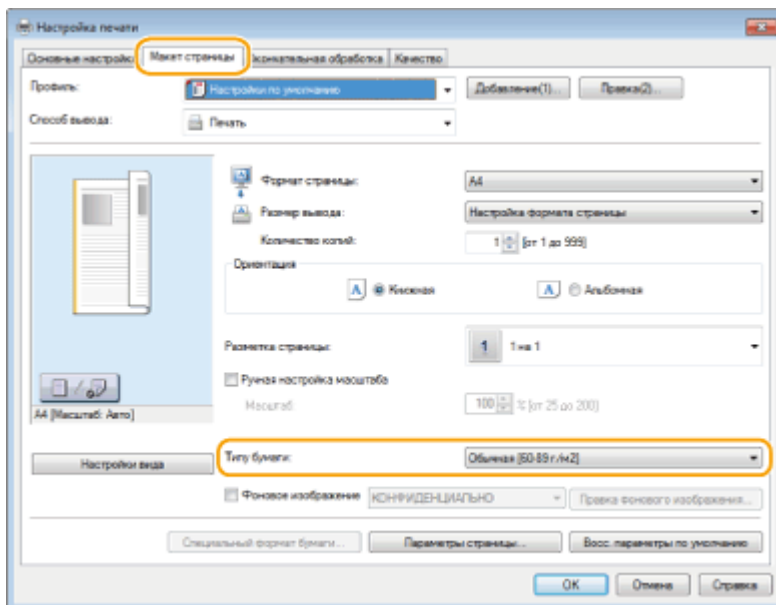 Настройка печати
Основные настройки Макет страницы Окончательная обработка Качество
Профиль: Настройки по умолчанию Добавление(1)... Правка(2)...
Способ вывода: Печать
Формат страницы: A4
Размер вывода: Настройка формата страницы
Количество копий: 1 [от 1 до 999]
Ориентация
A Книжная A Альбомная
Разметка страницы: 1 1 на 1
Ручная настройка масштаба
Масштаб: 100 % [от 25 до 200]
A4 [Масштаб: Авто]
Настройки вида
Типу бумаги: Обычная [60-89 г/м2]
Фоновое изображение КОНФИДЕНЦИАЛЬНО Правка фонового изображения...
Специальный формат бумаги... Параметры страницы... Восс. параметры по умолчанию
OK Отмена Справка